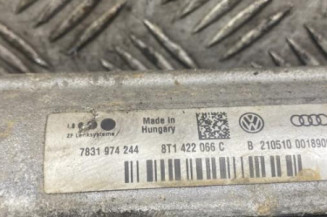 ZF Lenksysteme
Made in
Hungary
7831 974 244
8T1 422 066 C
B 210510 001890